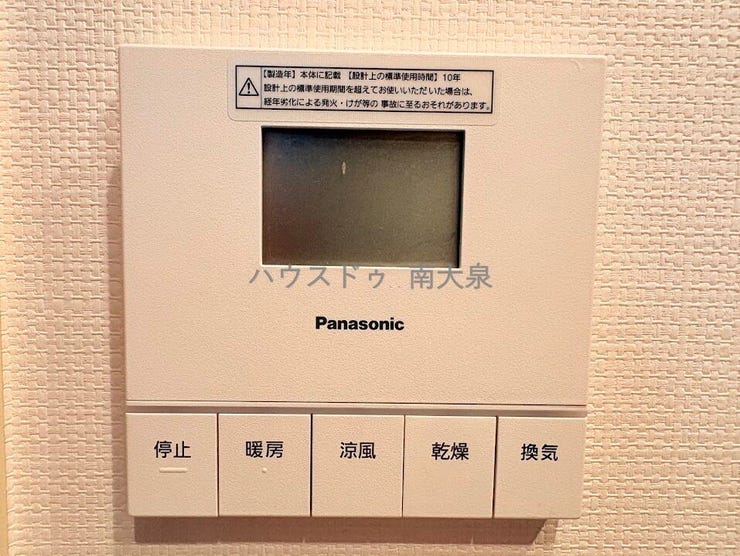 【製造年】本体に記載 【設計上の標準使用時間】10年
設計上の標準使用期間を超えてお使いいただいた場合は、
経年劣化による発火・けが等の 事故に至るおそれがあります。
ハウスドゥ 南大泉
Panasonic
停止 暖房 涼風 乾燥 換気